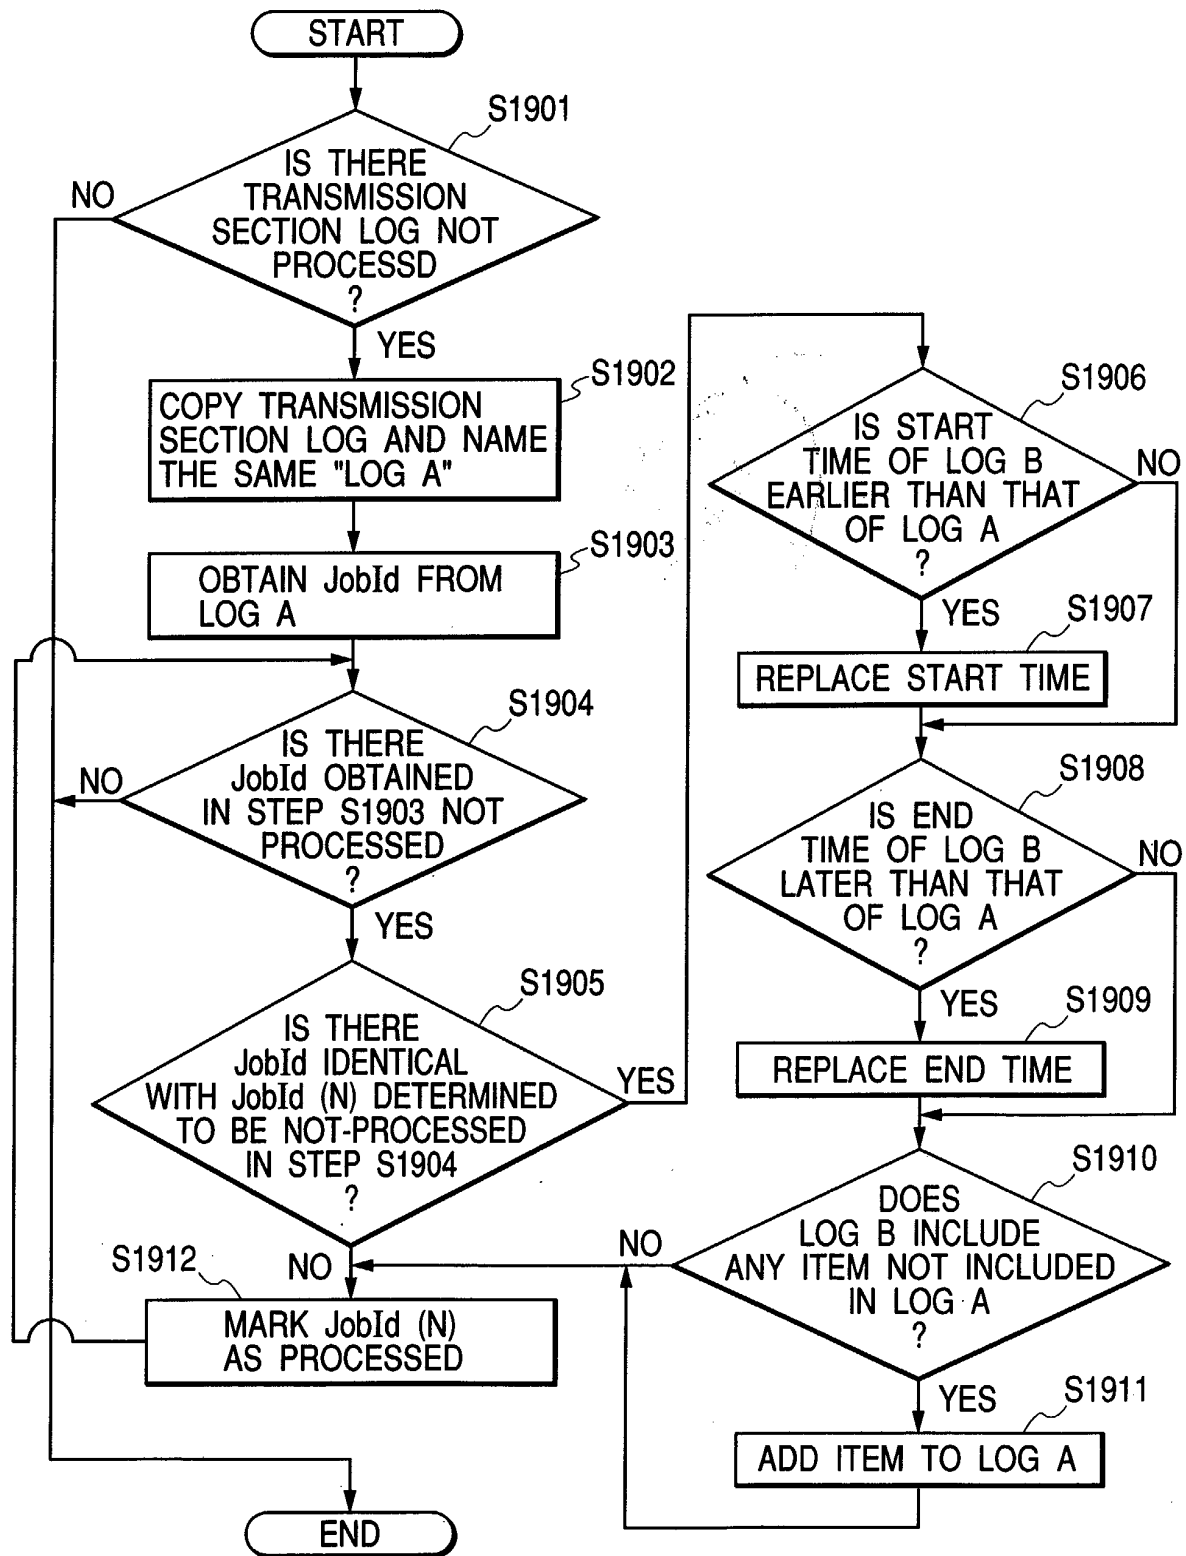 START
S1901
IS THERE
TRANSMISSION
SECTION LOG NOT
PROCESSD
?
NO
YES
S1902
COPY TRANSMISSION
SECTION LOG AND NAME
THE SAME "LOG A"
S1903
OBTAIN JobId FROM
LOG A
S1904
IS THERE
JobId OBTAINED
IN STEP S1903 NOT
PROCESSED
?
NO
YES
S1905
IS THERE
JobId IDENTICAL
WITH JobId (N) DETERMINED
TO BE NOT-PROCESSED
IN STEP S1904
?
YES
NO
S1912
MARK JobId (N)
AS PROCESSED
END
S1906
IS START
TIME OF LOG B
EARLIER THAN THAT
OF LOG A
?
NO
YES
S1907
REPLACE START TIME
S1908
IS END
TIME OF LOG B
LATER THAN THAT
OF LOG A
?
NO
YES
S1909
REPLACE END TIME
S1910
DOES
LOG B INCLUDE
ANY ITEM NOT INCLUDED
IN LOG A
?
NO
YES
S1911
ADD ITEM TO LOG A